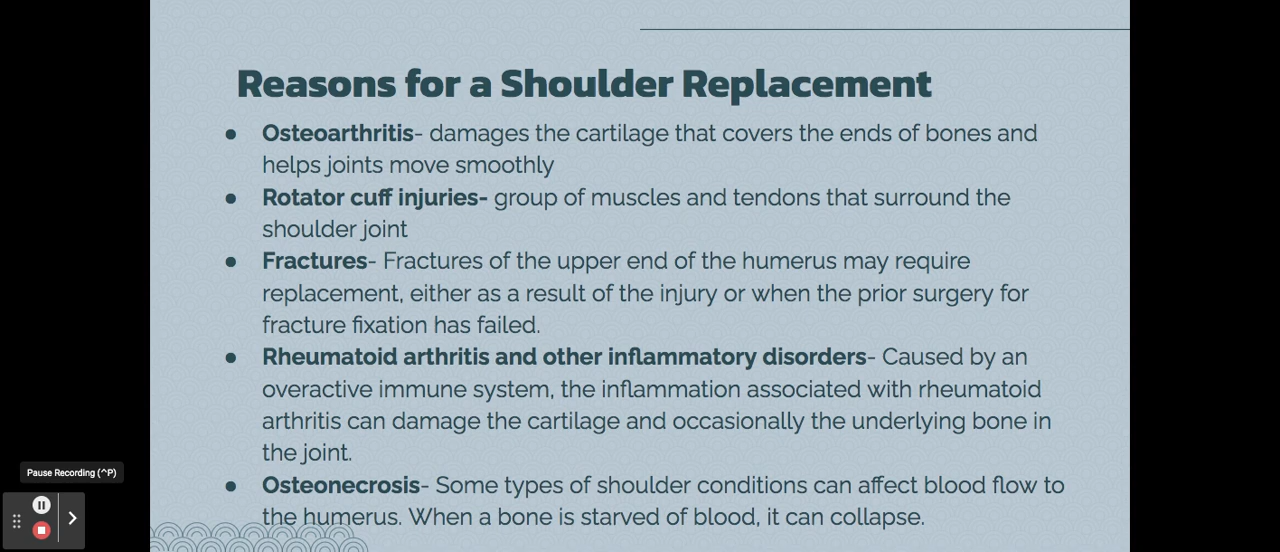 Reasons for a Shoulder Replacement
● Osteoarthritis- damages the cartilage that covers the ends of bones and
helps joints move smoothly
● Rotator cuff injuries- group of muscles and tendons that surround the
shoulder joint
● Fractures- Fractures of the upper end of the humerus may require
replacement, either as a result of the injury or when the prior surgery for
fracture fixation has failed.
● Rheumatoid arthritis and other inflammatory disorders- Caused by an
overactive immune system, the inflammation associated with rheumatoid
arthritis can damage the cartilage and occasionally the underlying bone in
the joint.
● Osteonecrosis- Some types of shoulder conditions can affect blood flow to
the humerus. When a bone is starved of blood, it can collapse.
Pause Recording (^P)